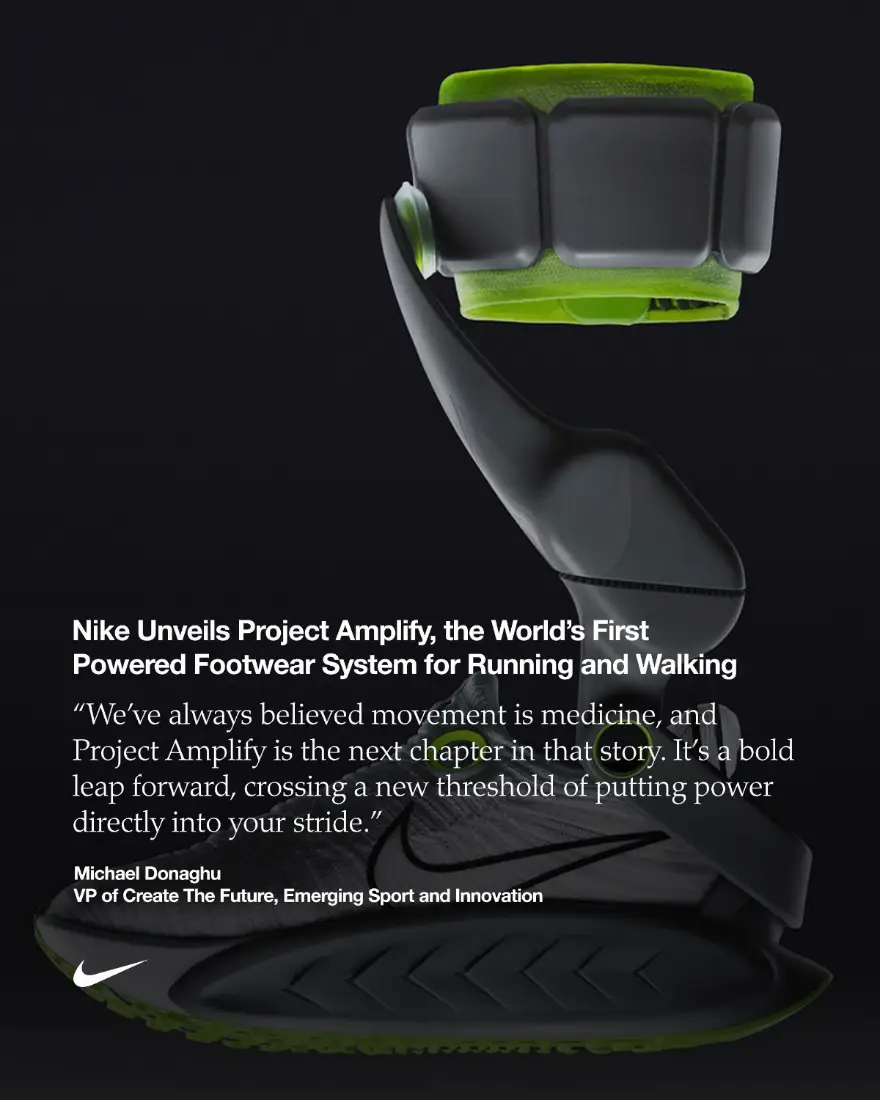 Nike Unveils Project Amplify, the World’s First
Powered Footwear System for Running and Walking
“We’ve always believed movement is medicine, and
Project Amplify is the next chapter in that story. It’s a bold
leap forward, crossing a new threshold of putting power
directly into your stride.”
Michael Donaghu
VP of Create The Future, Emerging Sport and Innovation